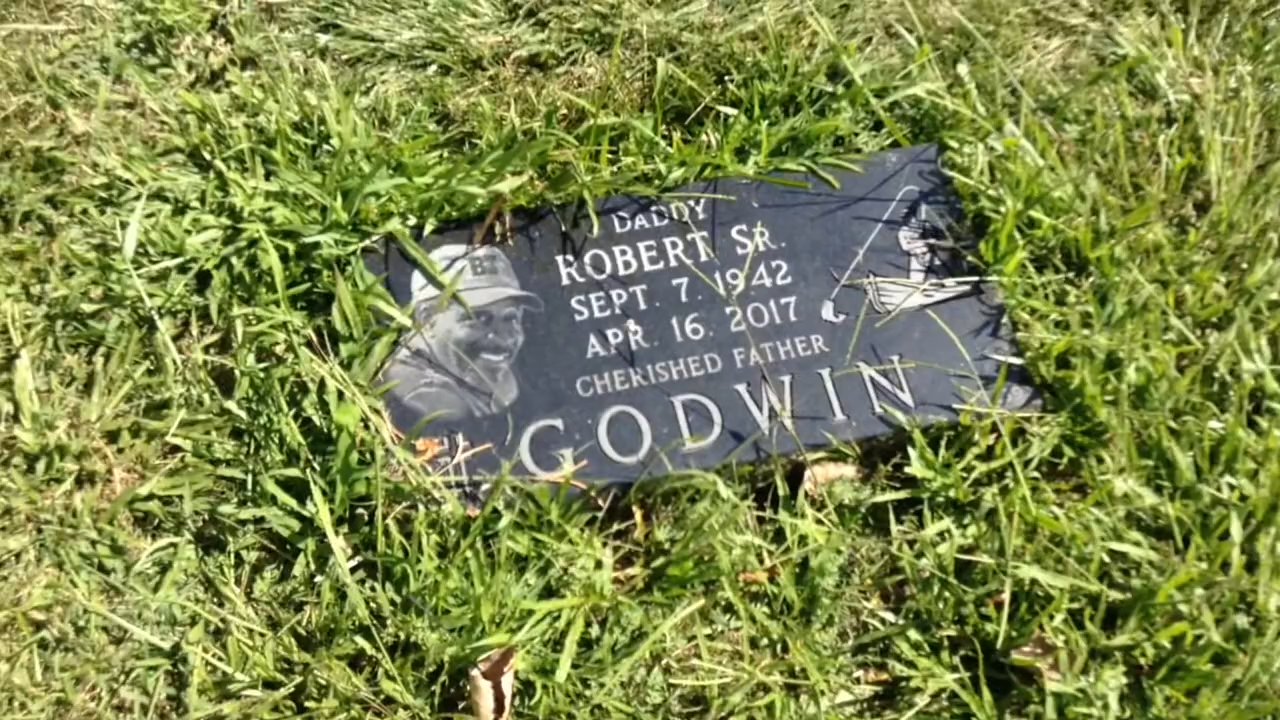 DADDY
ROBERT SR.
SEPT. 7. 1942
APR. 16. 2017
CHERISHED FATHER
GODWIN